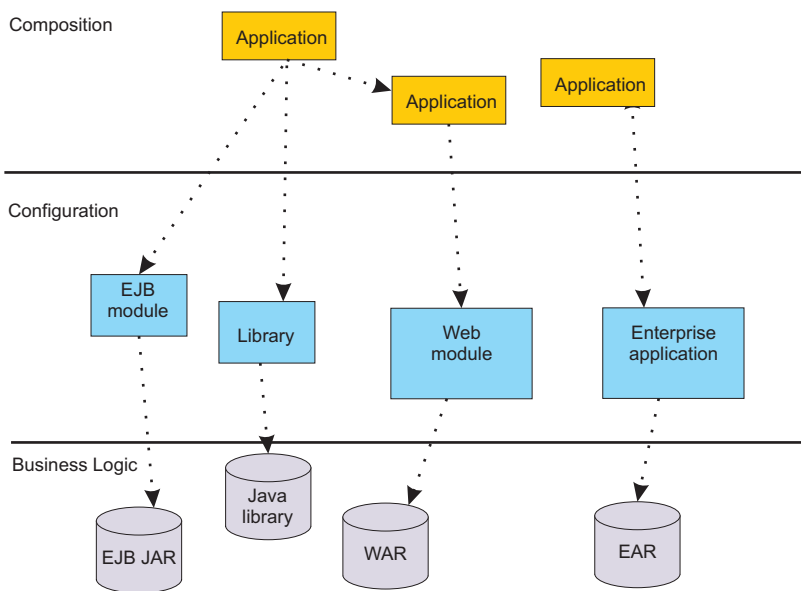 Composition
Application
Application
Application
Configuration
EJB
module
Library
Web
module
Enterprise
application
Business Logic
Java
library
EJB JAR
WAR
EAR